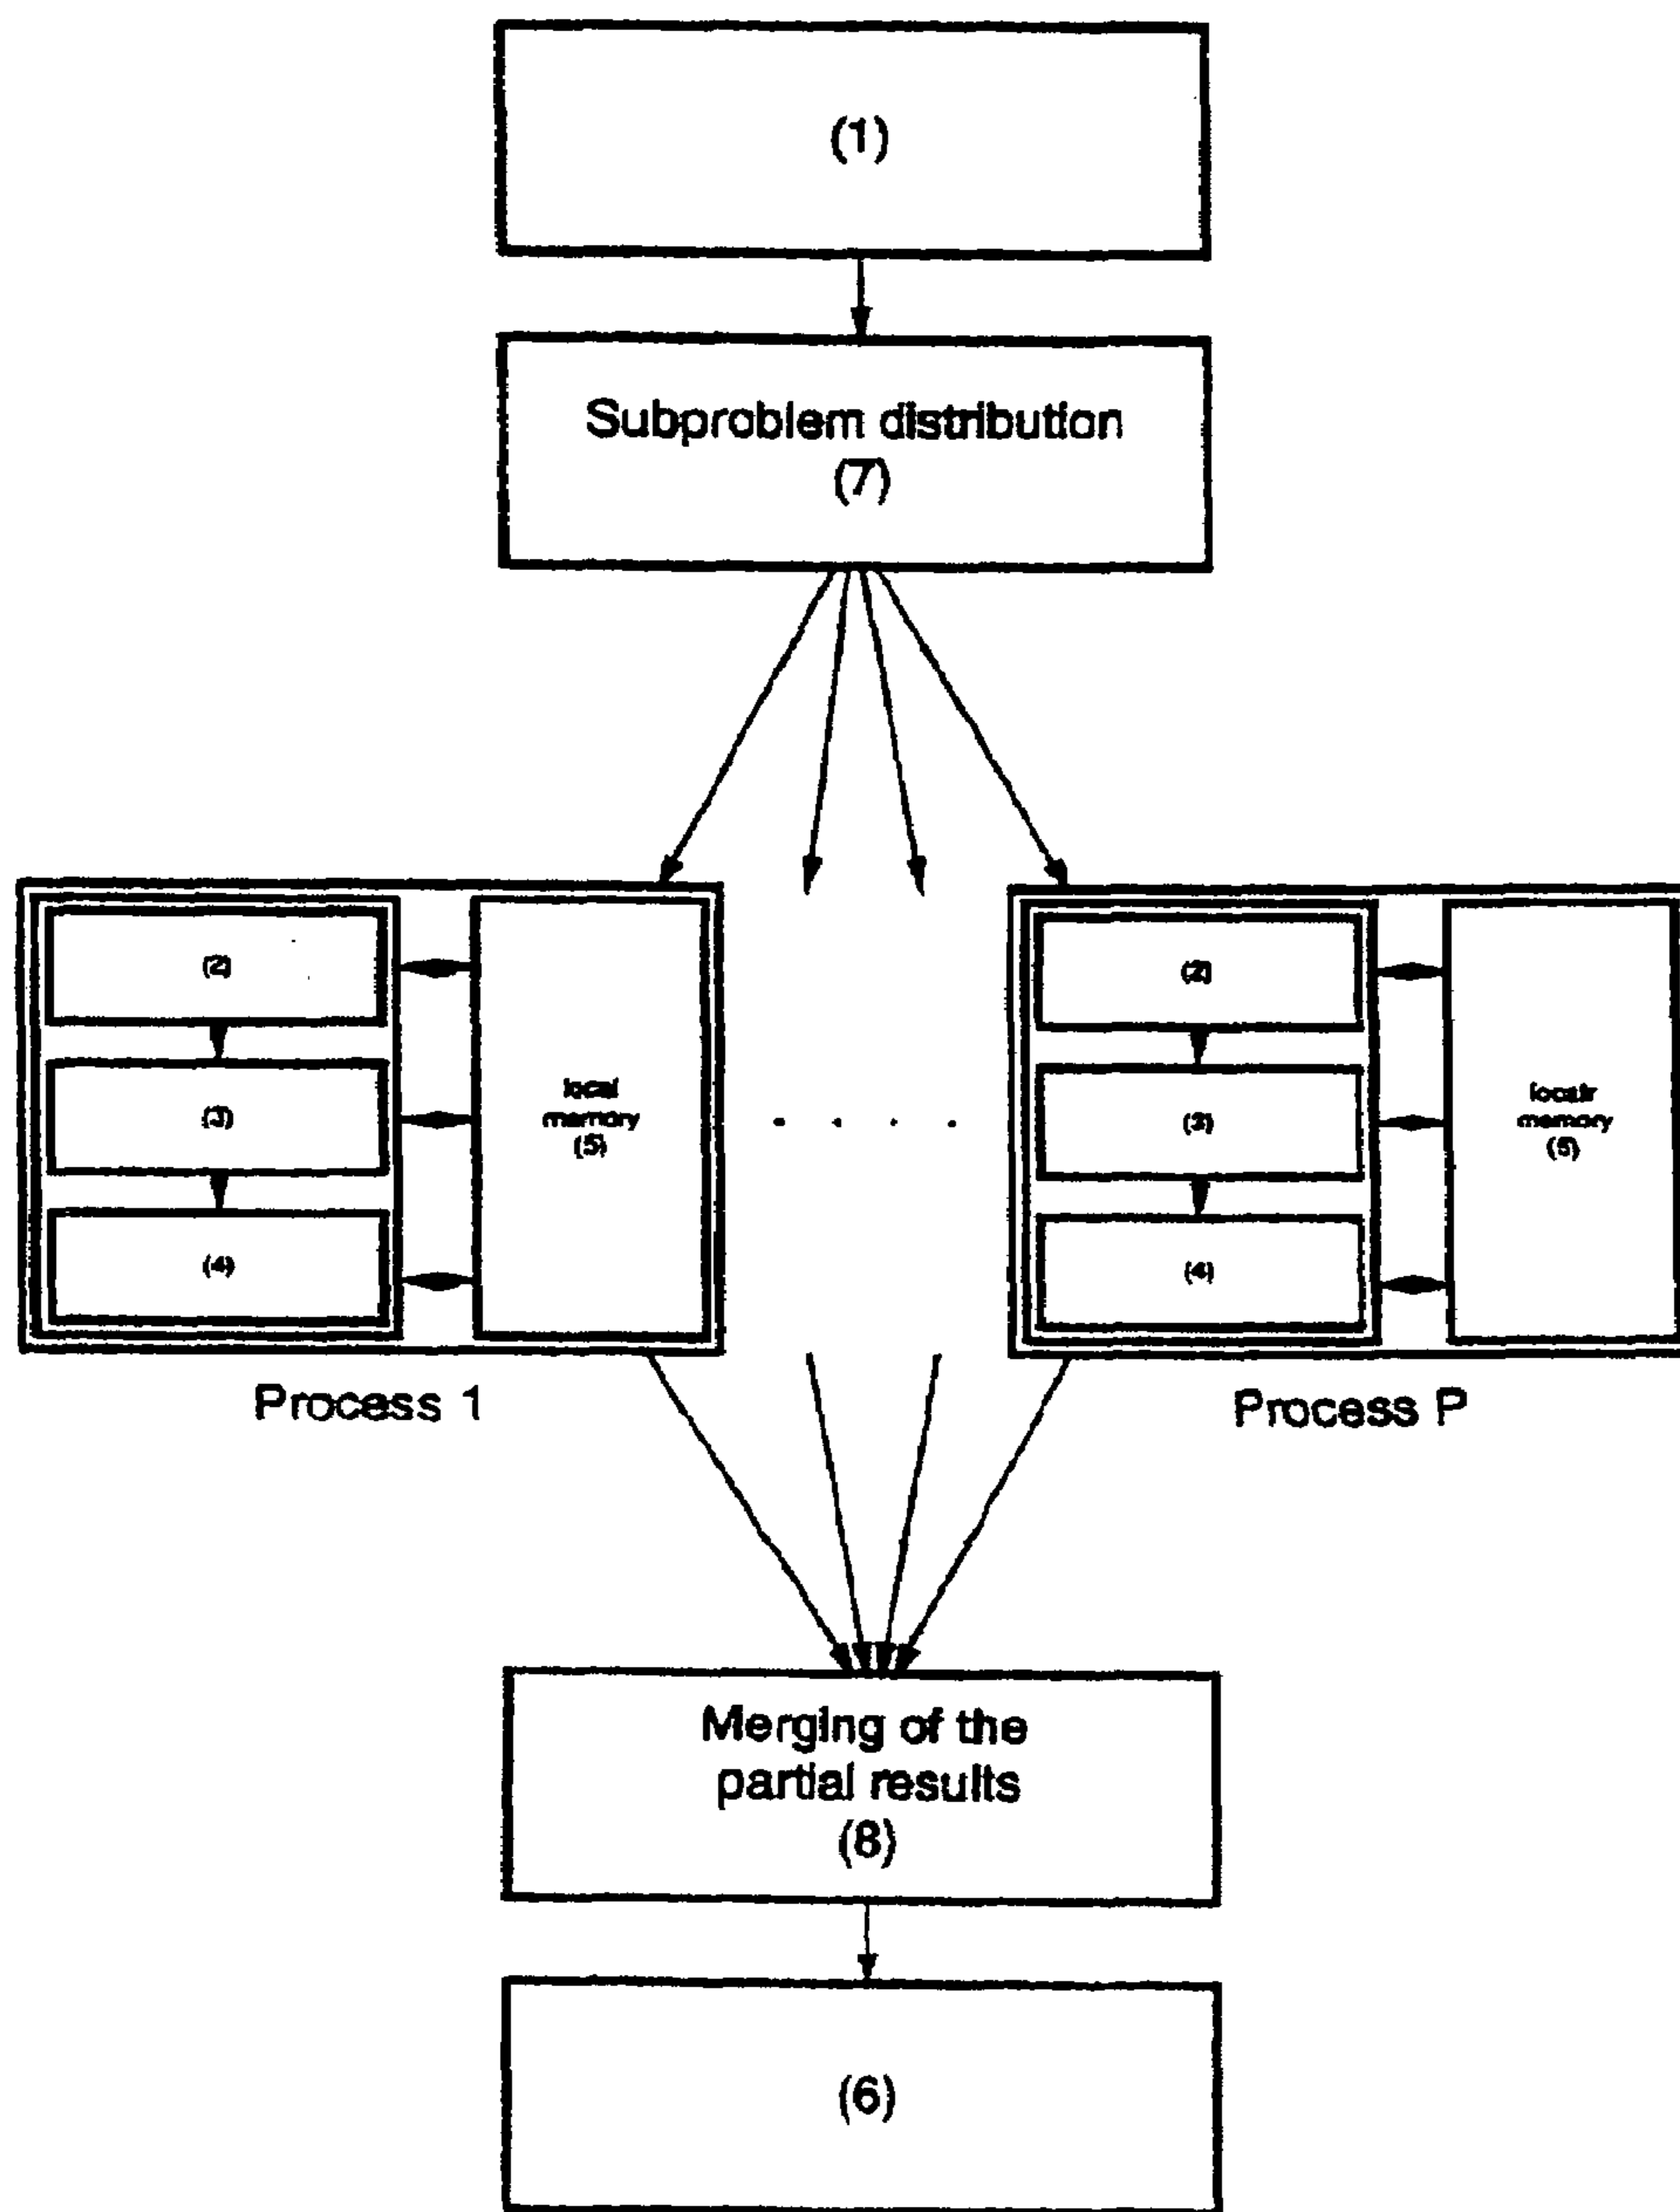 (1)
Subproblem distribution
(7)
(2)
(3)
(4)
local
memory
(5)
Process 1
(2)
(3)
(4)
localr
memory
(5)
Process P
Merging of the
partial results
(8)
(6)